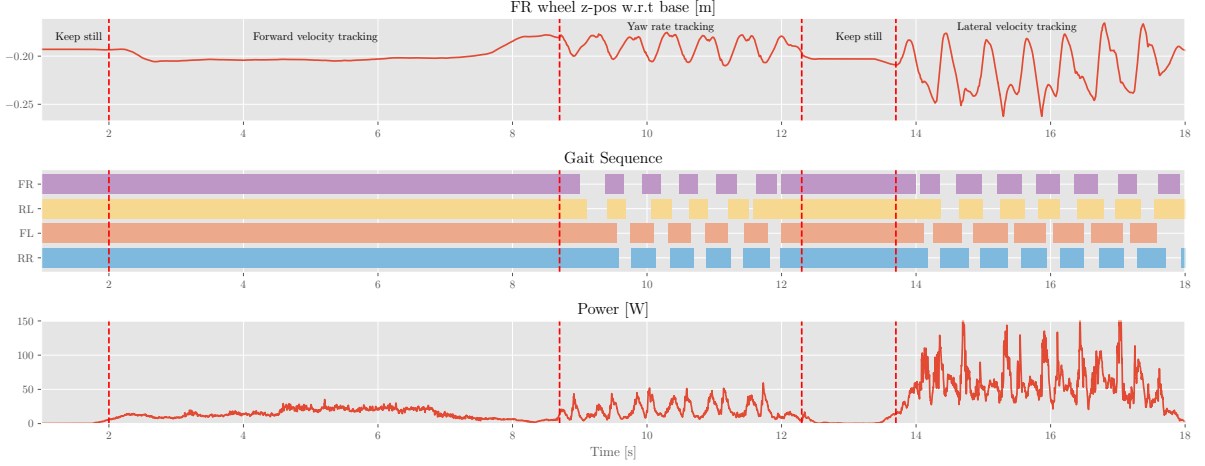 FR wheel z-pos w.r.t base [m]
Keep still
Forward velocity tracking
Yaw rate tracking
Keep still
Lateral velocity tracking
−0.20
−0.25
2 4 6 8 10 12 14 16 18
Gait Sequence
FR
RL
FL
RR
2 4 6 8 10 12 14 16 18
Power [W]
150
100
50
0
2 4 6 8 10 12 14 16 18
Time [s]